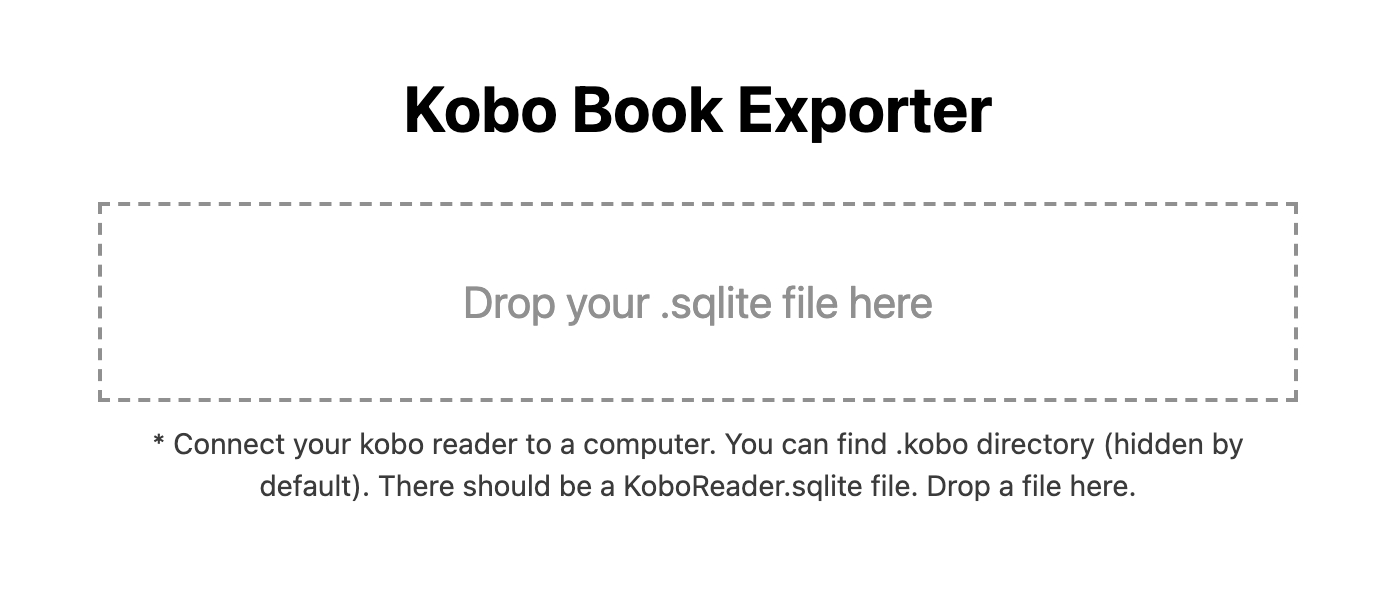 Kobo Book Exporter
Drop your .sqlite file here
* Connect your kobo reader to a computer. You can find .kobo directory (hidden by
default). There should be a KoboReader.sqlite file. Drop a file here.